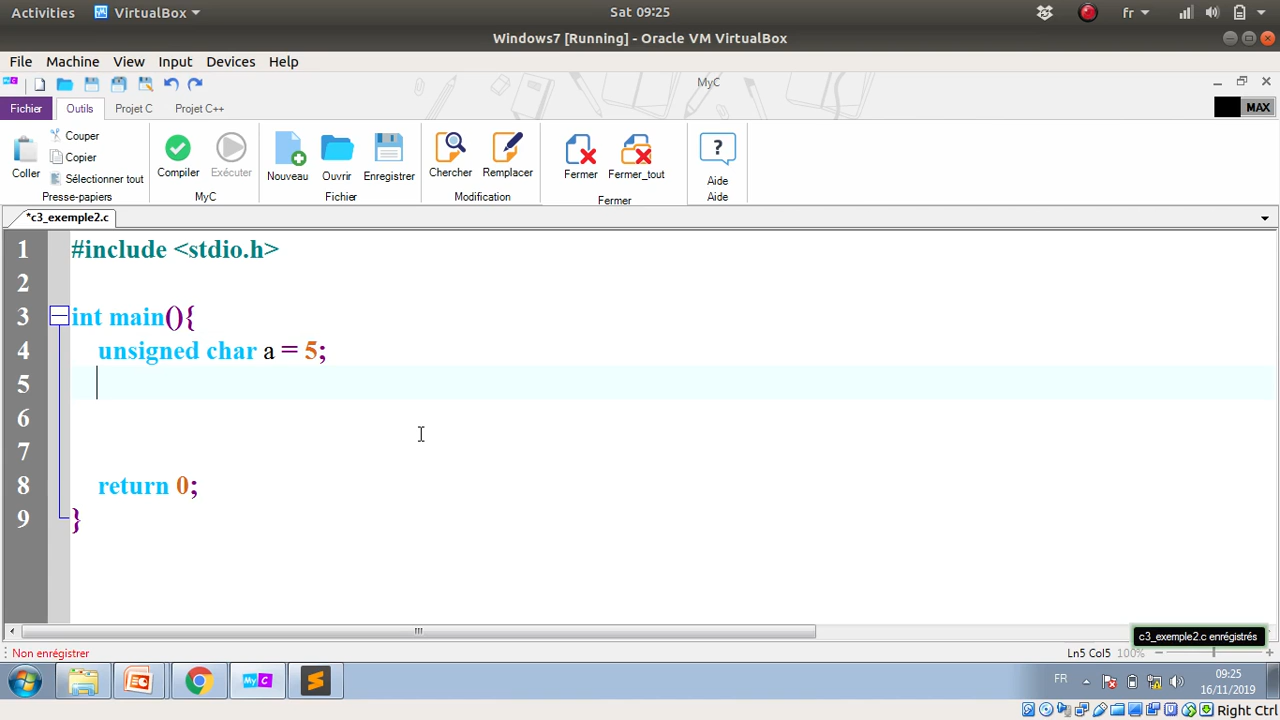 Activities VirtualBox Sat 09:25 fr
Windows7 [Running] - Oracle VM VirtualBox
File Machine View Input Devices Help
MyC
Fichier Outils Projet C Projet C++ MAX
Coller
Couper
Copier
Sélectionner tout
Presse-papiers
Compiler Exécuter
MyC
Nouveau Ouvrir Enregistrer
Fichier
Chercher Remplacer
Modification
Fermer Fermer_tout
Fermer
? Aide
Aide
*c3_exemple2.c
1 #include <stdio.h>
2
3 int main(){
4 unsigned char a = 5;
5
6
7
8 return 0;
9 }
c3_exemple2.c enrégistrés
Non enregistrer Ln5 Col5 100%
MyC FR 09:25
16/11/2019
Right Ctrl